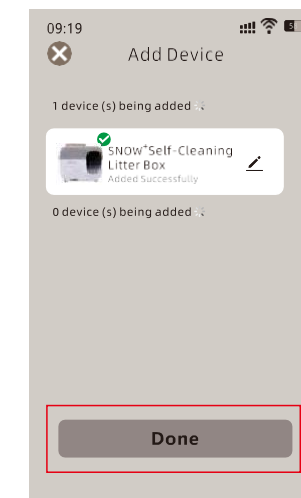 09:19
5
Add Device
1 device (s) being added
SNOW⁺Self-Cleaning
Litter Box
Added Successfully
0 device (s) being added
Done